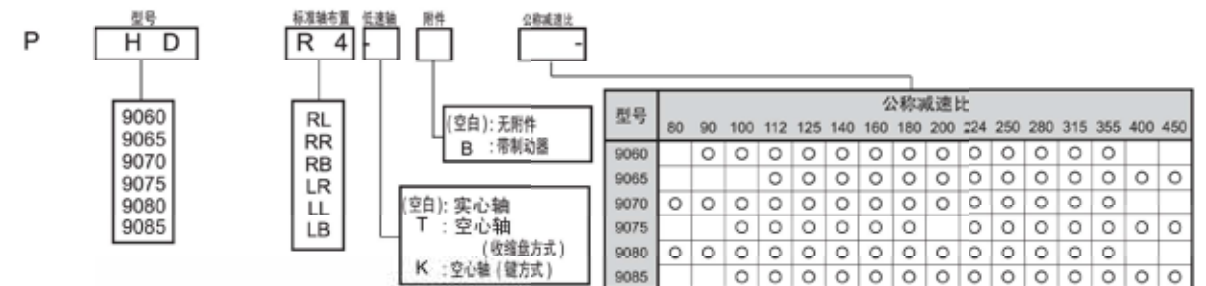 型号 标准轴布置 低速轴 附件 公称减速比
P H D R 4 - -
9060
9065
9070
9075
9080
9085
RL
RR
RB
LR
LL
LB
(空白): 无附件
B : 带制动器
(空白): 实心轴
T : 空心轴
(收缩盘方式)
K : 空心轴 (键方式)
型号 公称减速比
80 90 100 112 125 140 160 180 200 224 250 280 315 355 400 450
9060 ○ ○ ○ ○ ○ ○ ○ ○ ○ ○ ○ ○ ○
9065 ○ ○ ○ ○ ○ ○ ○ ○ ○ ○ ○ ○ ○
9070 ○ ○ ○ ○ ○ ○ ○ ○ ○ ○ ○ ○ ○ ○
9075 ○ ○ ○ ○ ○ ○ ○ ○ ○ ○ ○ ○ ○
9080 ○ ○ ○ ○ ○ ○ ○ ○ ○ ○ ○ ○ ○ ○
9085 ○ ○ ○ ○ ○ ○ ○ ○ ○ ○ ○ ○ ○ ○